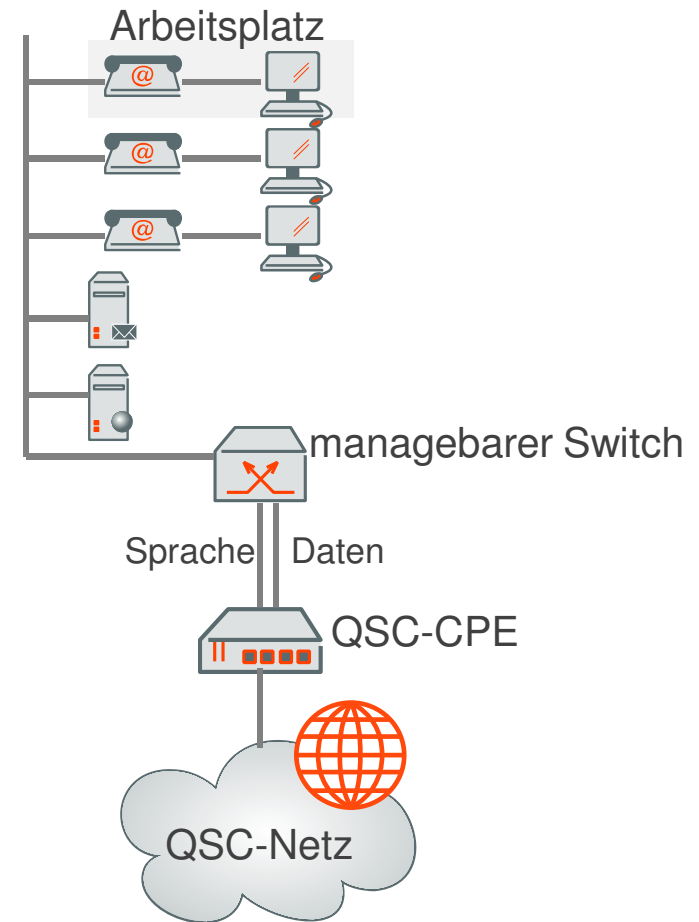 Arbeitsplatz
@
@
@
managebarer Switch
Sprache
Daten
QSC-CPE
QSC-Netz